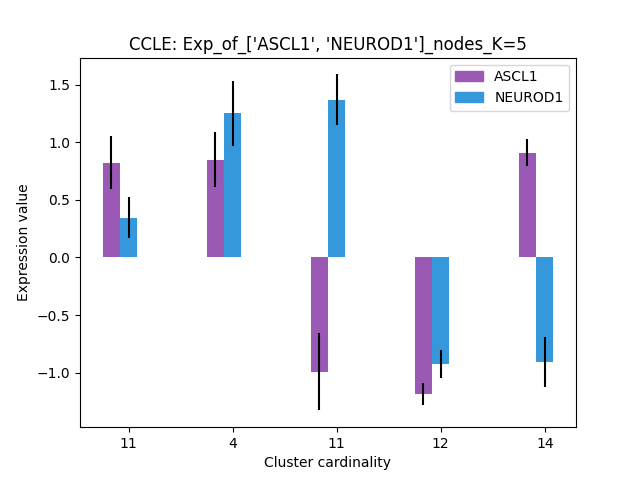 CCLE: Exp_of_['ASCL1', 'NEUROD1']_nodes_K=5
ASCL1
NEUROD1
Expression value
1.5
1.0
0.5
0.0
−0.5
−1.0
11 4 11 12 14
Cluster cardinality